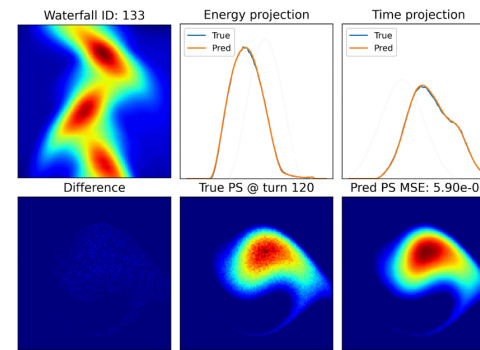 Waterfall ID: 133
Energy projection
Time projection
True
Pred
True
Pred
Difference
True PS @ turn 120
Pred PS MSE: 5.90e-0